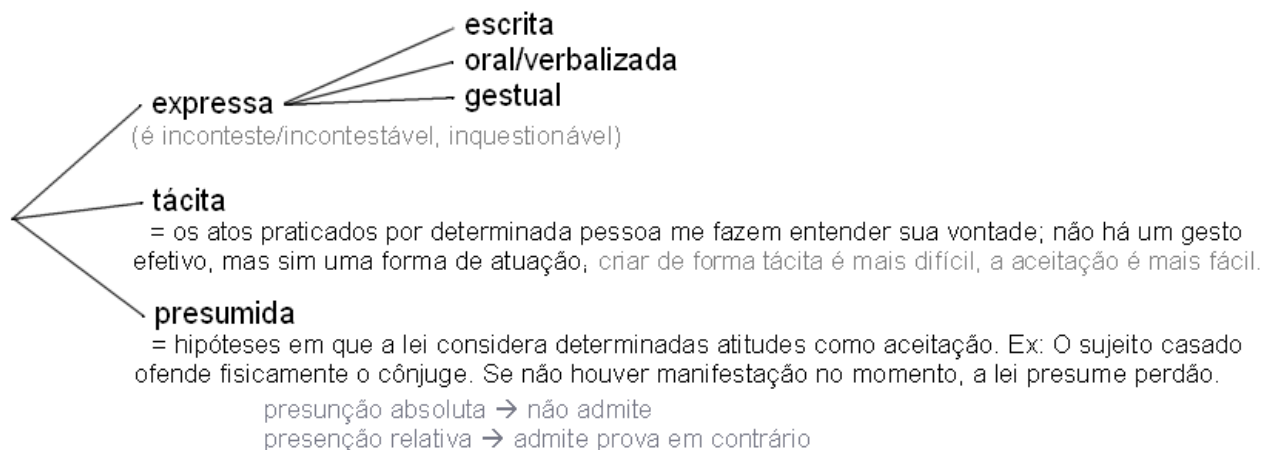 escrita
oral/verbalizada
expressa
gestual
(é inconteste/incontestável, inquestionável)
tácita
= os atos praticados por determinada pessoa me fazem entender sua vontade; não há um gesto
efetivo, mas sim uma forma de atuação, criar de forma tácita é mais difícil, a aceitação é mais fácil.
presumida
= hipóteses em que a lei considera determinadas atitudes como aceitação. Ex: O sujeito casado
ofende fisicamente o cônjuge. Se não houver manifestação no momento, a lei presume perdão.
presunção absoluta → não admite
presenção relativa → admite prova em contrário